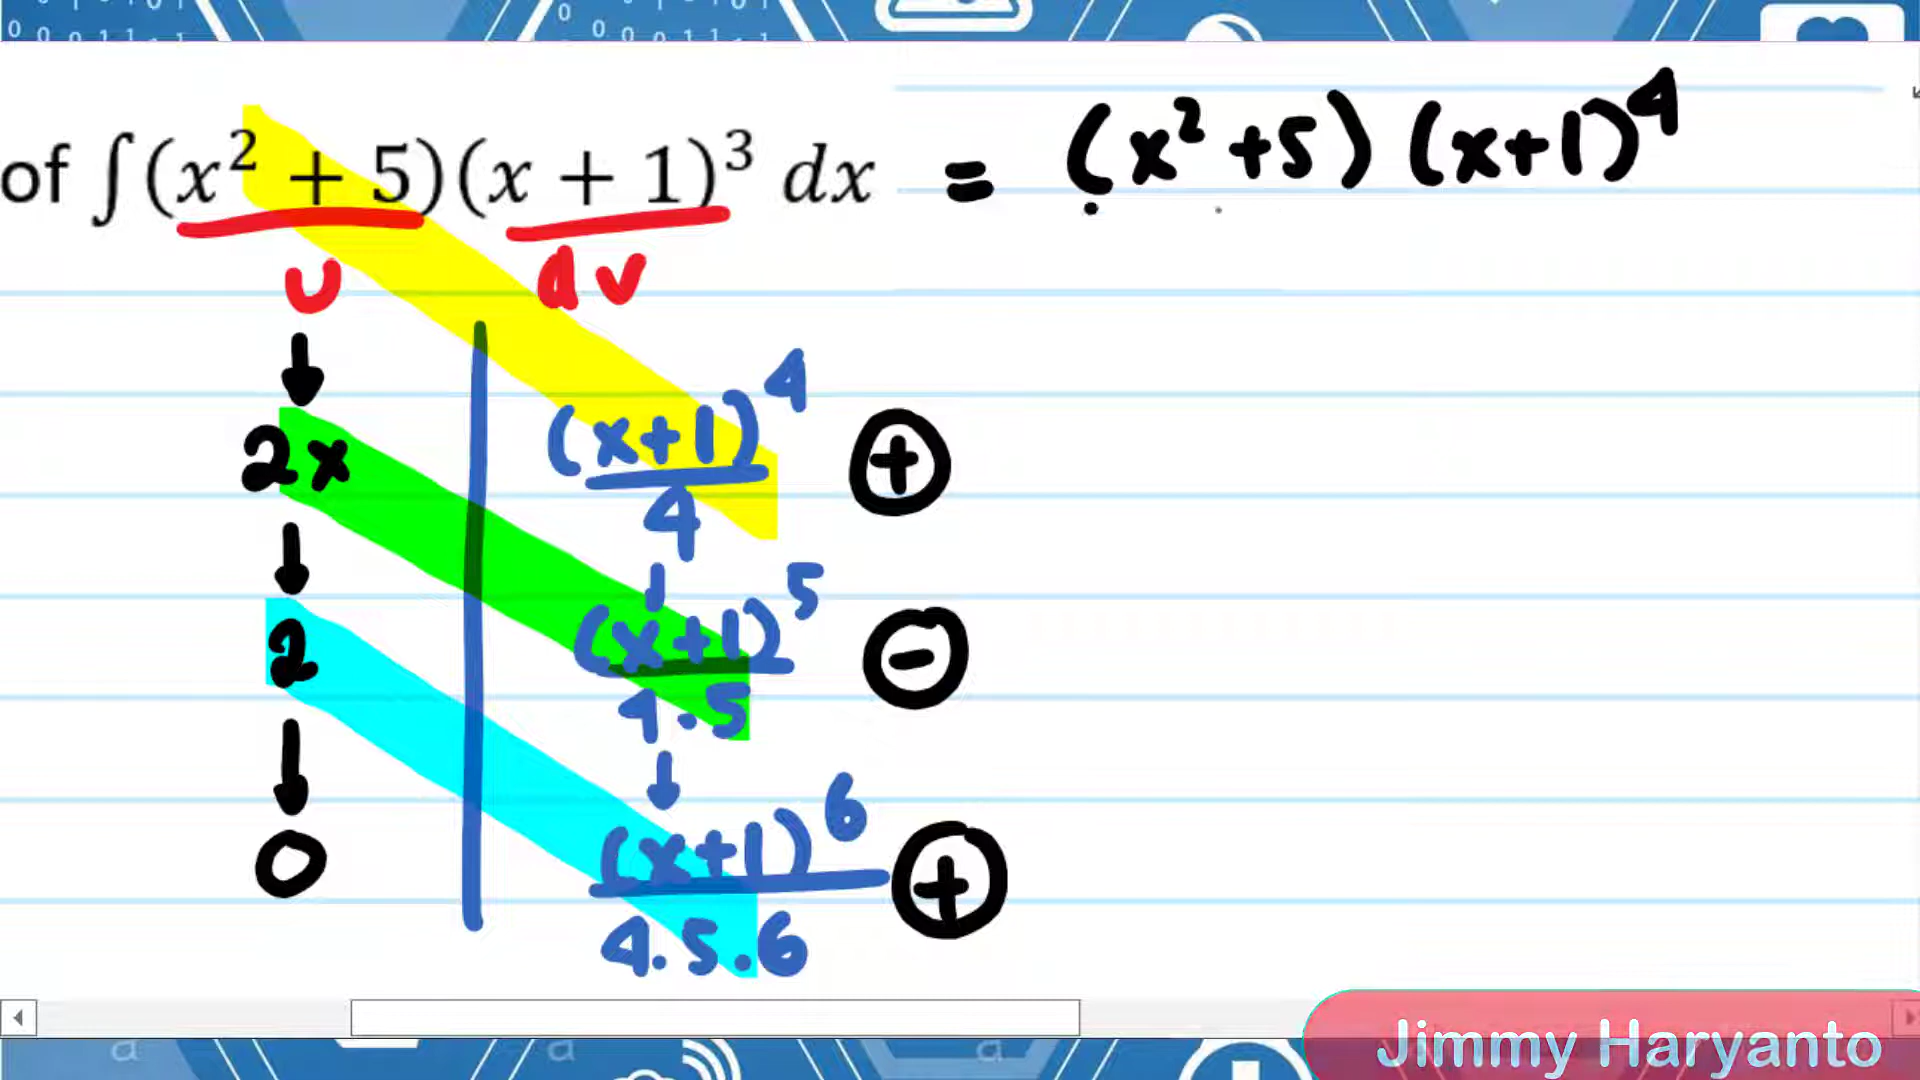 of ∫(x² + 5)(x + 1)³ dx = (x²+5) (x+1)⁴
u dv
2x (x+1)⁴/4 +
2 (x+1)⁵/4.5 -
0 (x+1)⁶/4.5.6 +
Jimmy Haryanto